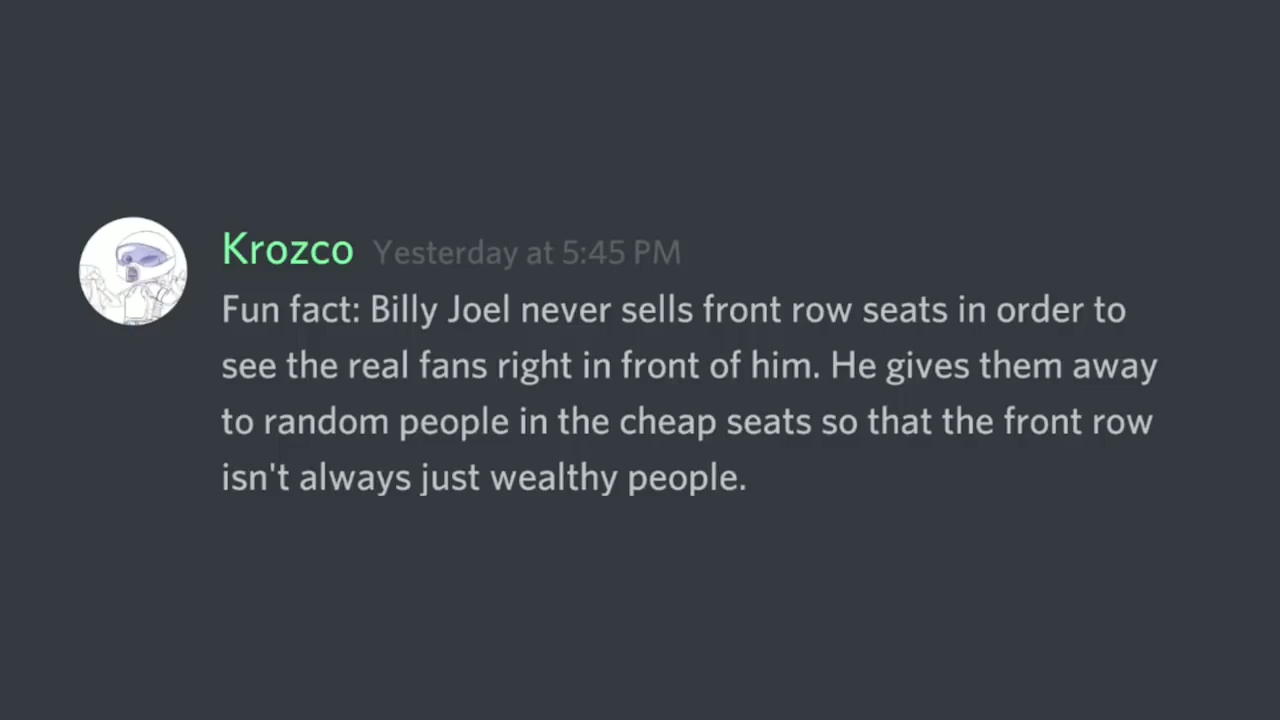 Krozco Yesterday at 5:45 PM
Fun fact: Billy Joel never sells front row seats in order to
see the real fans right in front of him. He gives them away
to random people in the cheap seats so that the front row
isn't always just wealthy people.